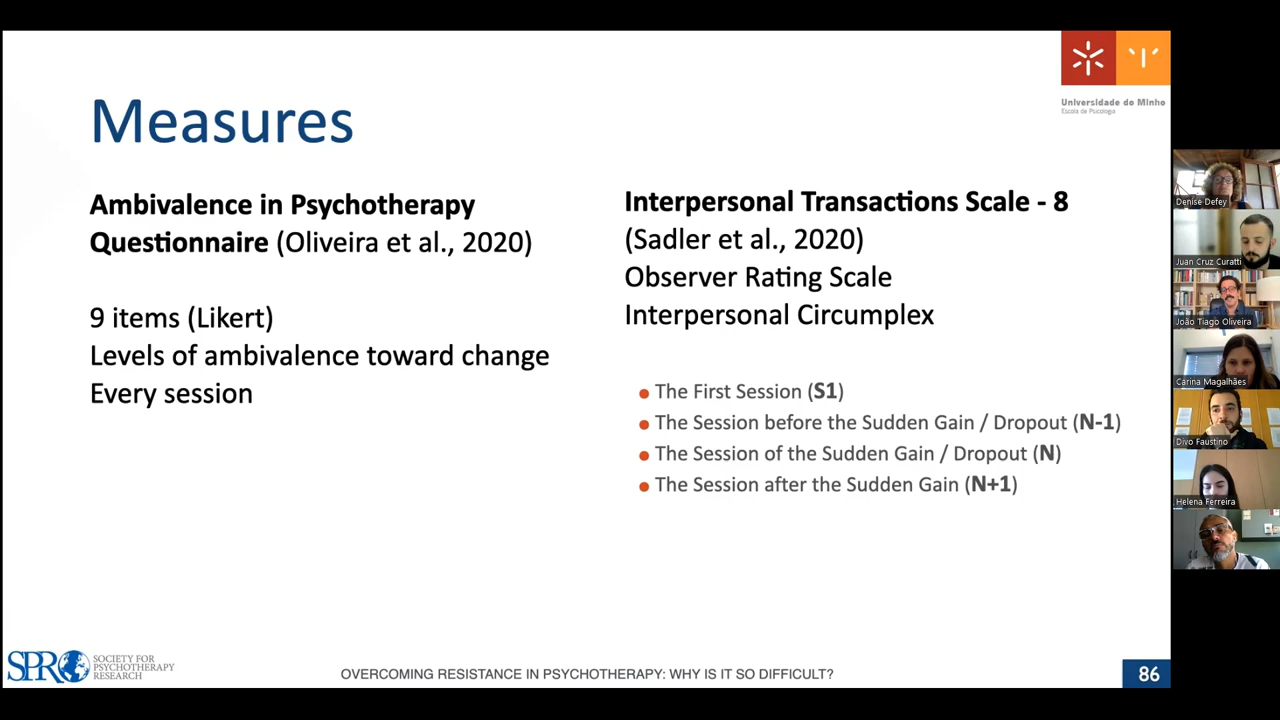 Universidade do Minho
Escola de Psicologia
Measures
Ambivalence in Psychotherapy
Questionnaire (Oliveira et al., 2020)
9 items (Likert)
Levels of ambivalence toward change
Every session
Interpersonal Transactions Scale - 8
(Sadler et al., 2020)
Observer Rating Scale
Interpersonal Circumplex
The First Session (S1)
The Session before the Sudden Gain / Dropout (N-1)
The Session of the Sudden Gain / Dropout (N)
The Session after the Sudden Gain (N+1)
SPR
SOCIETY FOR
PSYCHOTHERAPY
RESEARCH
OVERCOMING RESISTANCE IN PSYCHOTHERAPY: WHY IS IT SO DIFFICULT?
86
Denise Defey
Juan Cruz Curatti
João Tiago Oliveira
Carina Magalhães
Divo Faustino
Helena Ferreira